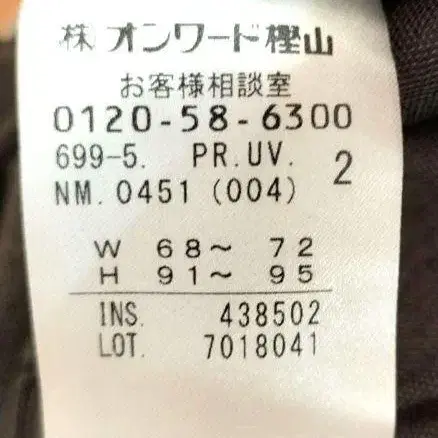 ㈱オンワード樫山
お客様相談室
0120-58-6300
699-5. PR.UV. 2
NM. 0451 (004)
W 68～ 72
H 91～ 95
INS. 438502
LOT. 7018041